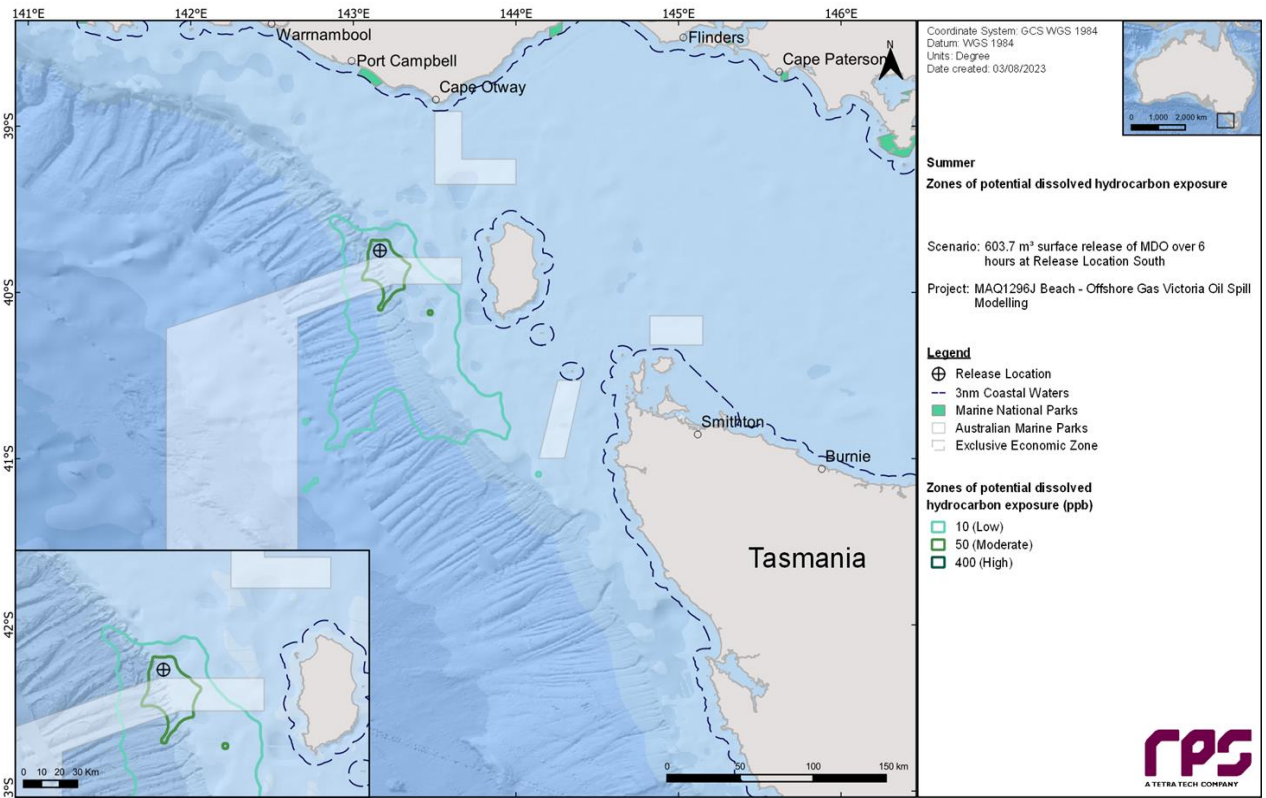 141°E 142°E 143°E 144°E 145°E 146°E
Warrnambool
Port Campbell
Cape Otway
Flinders
Cape Paterson
N
39°S
40°S
41°S
42°S
43°S
Smithton
Burnie
Tasmania
0 10 20 30 Km
0 50 100 150 km
Coordinate System: GCS WGS 1984
Datum: WGS 1984
Units: Degree
Date created: 03/08/2023
0 1,000 2,000 km
Summer
Zones of potential dissolved hydrocarbon exposure
Scenario: 603.7 m³ surface release of MDO over 6
hours at Release Location South
Project: MAQ1296J Beach - Offshore Gas Victoria Oil Spill
Modelling
Legend
Release Location
3nm Coastal Waters
Marine National Parks
Australian Marine Parks
Exclusive Economic Zone
Zones of potential dissolved
hydrocarbon exposure (ppb)
10 (Low)
50 (Moderate)
400 (High)
rps
A TETRA TECH COMPANY